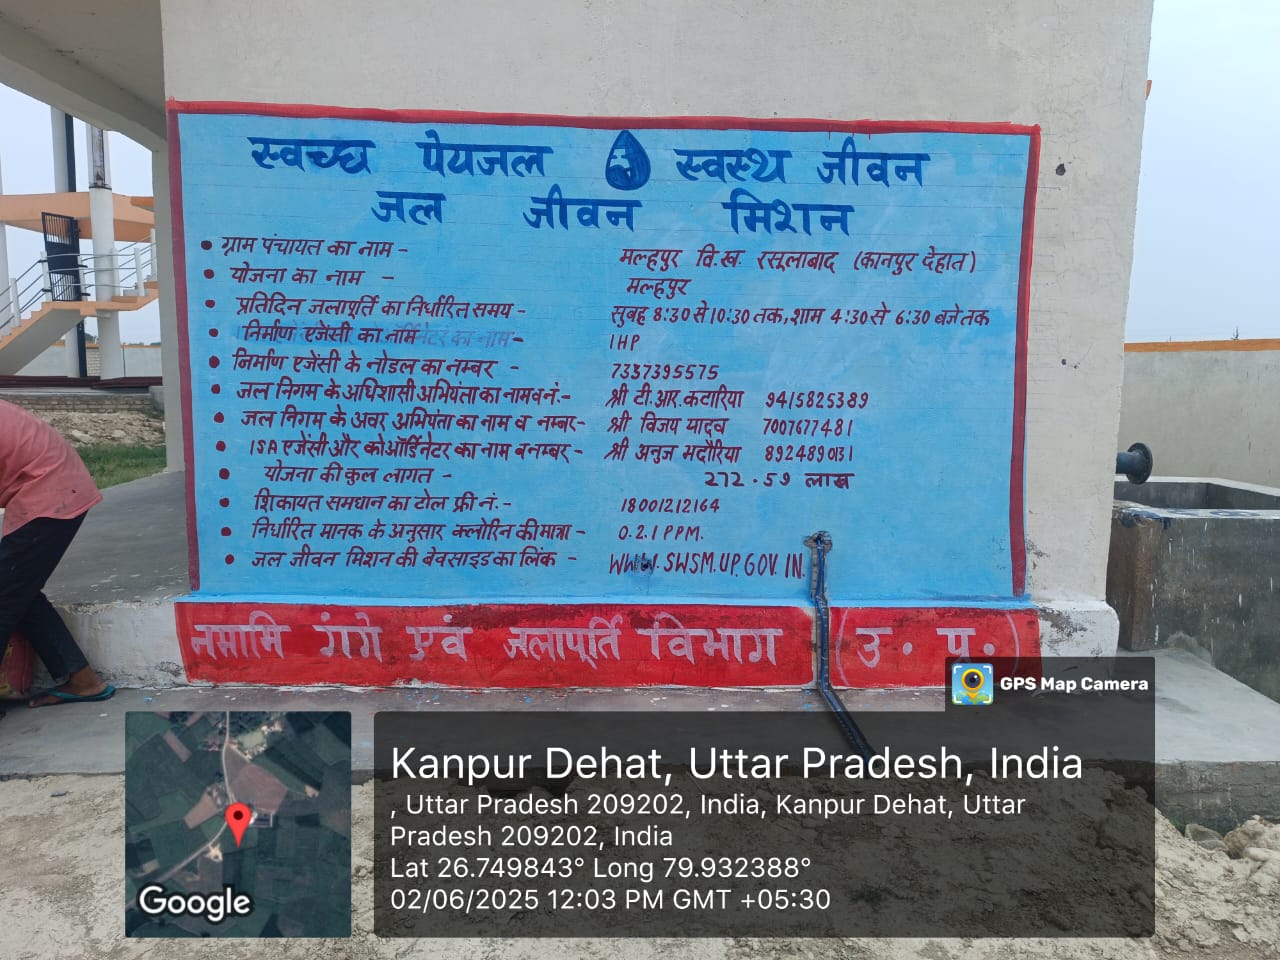 स्वच्छ पेयजल स्वस्थ जीवन
जल जीवन मिशन
ग्राम पंचायत का नाम - मल्हपुर वि.ख. रसूलाबाद (कानपुर देहात)
योजना का नाम - मल्हपुर
प्रतिदिन जलापूर्ति का निर्धारित समय - सुबह 8:30 से 10:30 तक, शाम 4:30 से 6:30 बजे तक
निर्माण एजेंसी का नाम - IHP
निर्माण एजेंसी के नोडल का नम्बर - 7337395575
जल निगम के अधिशासी अभियंता का नाम व नं.- श्री टी.आर.कटारिया 9415825389
जल निगम के अवर अभियंता का नाम व नम्बर- श्री विजय यादव 7007677481
ISA एजेंसी और कोऑर्डिनेटर का नाम व नम्बर - श्री अनुज भदौरिया 8924890131
योजना की कुल लागत - 272.59 लाख
शिकायत समधान का टोल फ्री नं.- 18001212164
निर्धारित मानक के अनुसार क्लोरिन की मात्रा - 0.2.1 PPM.
जल जीवन मिशन की बेवसाइड का लिंक - WWW.SWSM.UP.GOV.IN.
नमामि गंगे एवं जलापूर्ति विभाग (उ. प.)
GPS Map Camera
Kanpur Dehat, Uttar Pradesh, India
, Uttar Pradesh 209202, India, Kanpur Dehat, Uttar
Pradesh 209202, India
Lat 26.749843° Long 79.932388°
02/06/2025 12:03 PM GMT +05:30
Google